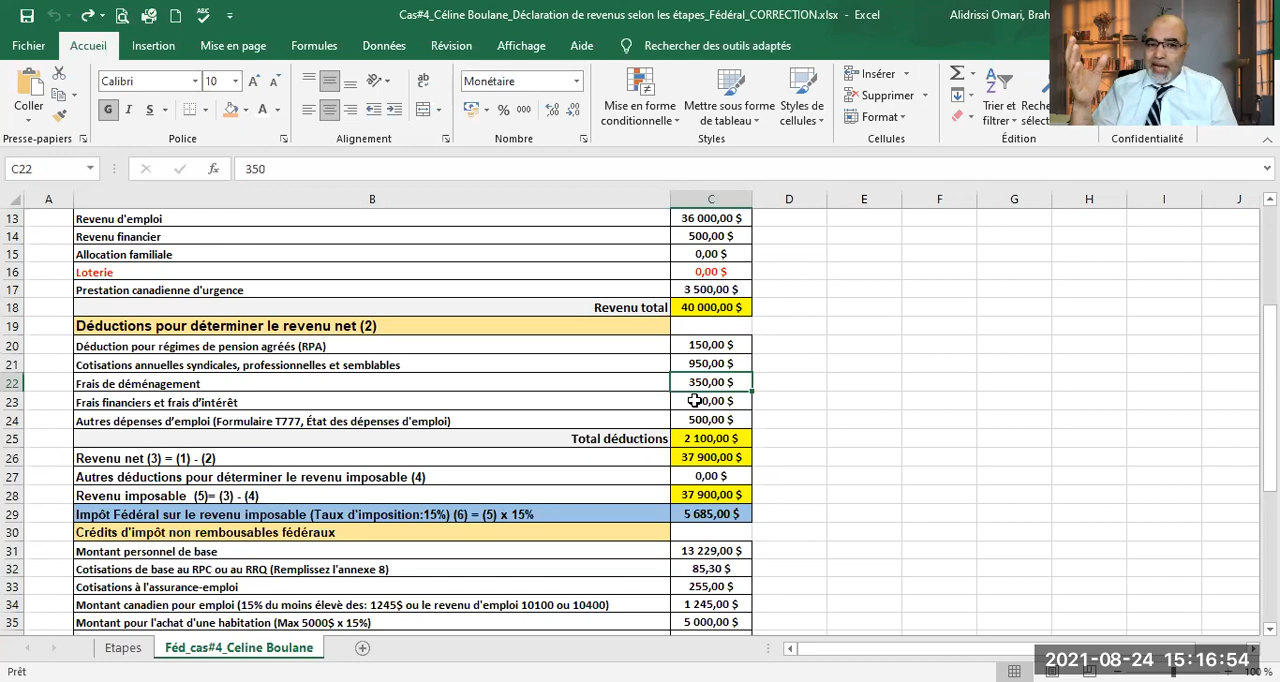 Cas#4_Céline Boulane_Déclaration de revenus selon les étapes_Fédéral_CORRECTION.xlsx – Excel
Alidrissi Omari, Brah
Fichier Accueil Insertion Mise en page Formules Données Révision Affichage Aide Rechercher des outils adaptés
Calibri 10 Monétaire
Coller
G I S
% 000
Mise en forme conditionnelle
Mettre sous forme de tableau
Styles de cellules
Insérer
Supprimer
Format
Trier et filtrer
Presse-papiers Police Alignement Nombre Styles Cellules Édition Confidentialité
C22 fx 350
A B C D E F G H I J
13 Revenu d'emploi 36 000,00 $
14 Revenu financier 500,00 $
15 Allocation familiale 0,00 $
16 Loterie 0,00 $
17 Prestation canadienne d'urgence 3 500,00 $
18 Revenu total 40 000,00 $
19 Déductions pour déterminer le revenu net (2)
20 Déduction pour régimes de pension agréés (RPA) 150,00 $
21 Cotisations annuelles syndicales, professionnelles et semblables 950,00 $
22 Frais de déménagement 350,00 $
23 Frais financiers et frais d'intérêt
24 Autres dépenses d’emploi (Formulaire T777, État des dépenses d'emploi) 500,00 $
25 Total déductions 2 100,00 $
26 Revenu net (3) = (1) - (2) 37 900,00 $
27 Autres déductions pour déterminer le revenu imposable (4) 0,00 $
28 Revenu imposable (5)= (3) - (4) 37 900,00 $
29 Impôt Fédéral sur le revenu imposable (Taux d'imposition:15%) (6) = (5) x 15% 5 685,00 $
30 Crédits d'impôt non rembousables fédéraux
31 Montant personnel de base 13 229,00 $
32 Cotisations de base au RPC ou au RRQ (Remplissez l'annexe 8) 85,30 $
33 Cotisations à l'assurance-emploi 255,00 $
34 Montant canadien pour emploi (15% du moins élevè des: 1245$ ou le revenu d'emploi 10100 ou 10400) 1 245,00 $
35 Montant pour l'achat d'une habitation (Max 5000$ x 15%) 5 000,00 $
Etapes Féd_cas#4_Celine Boulane
Prêt
2021-08-24 15:16:54
100 %